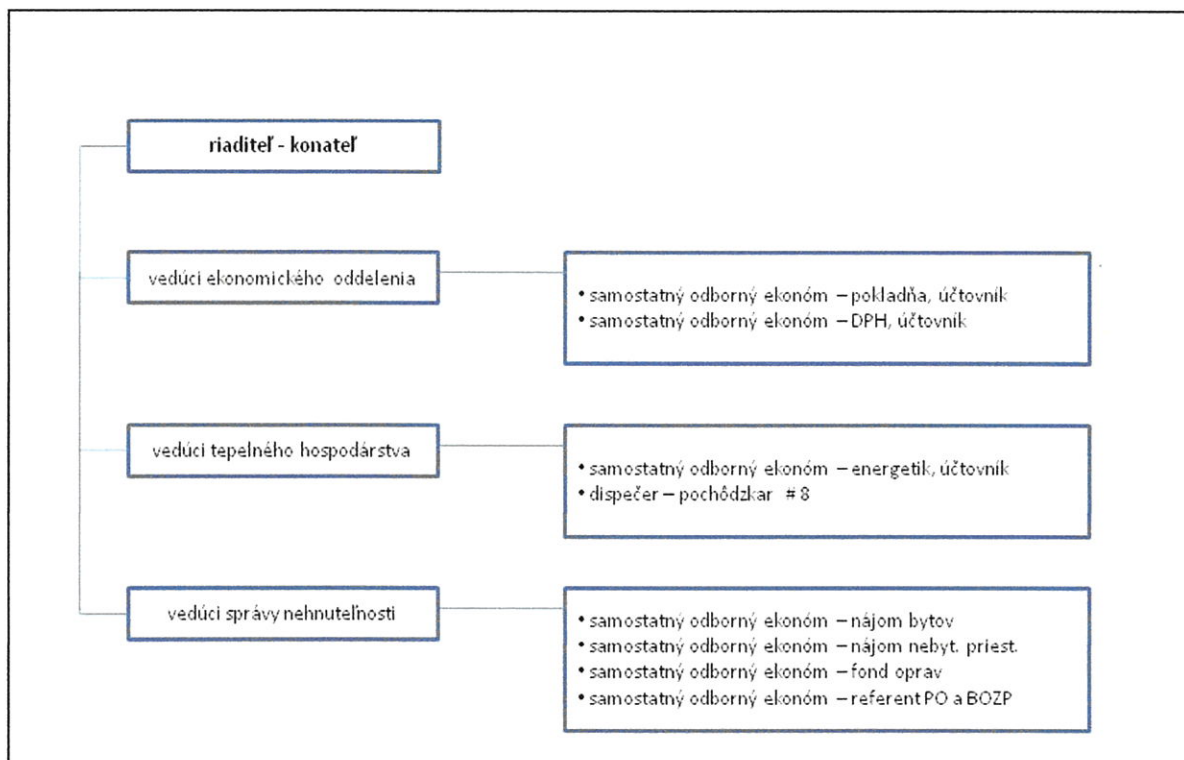 riaditeľ - konateľ
vedúci ekonomického oddelenia
• samostatný odborný ekonóm – pokladňa, účtovník
• samostatný odborný ekonóm – DPH, účtovník
vedúci tepelného hospodárstva
• samostatný odborný ekonóm – energetik, účtovník
• dispečer – pochôdzkar # 8
vedúci správy nehnuteľnosti
• samostatný odborný ekonóm – nájom bytov
• samostatný odborný ekonóm – nájom nebyt. priest.
• samostatný odborný ekonóm – fond oprav
• samostatný odborný ekonóm – referent PO a BOZP